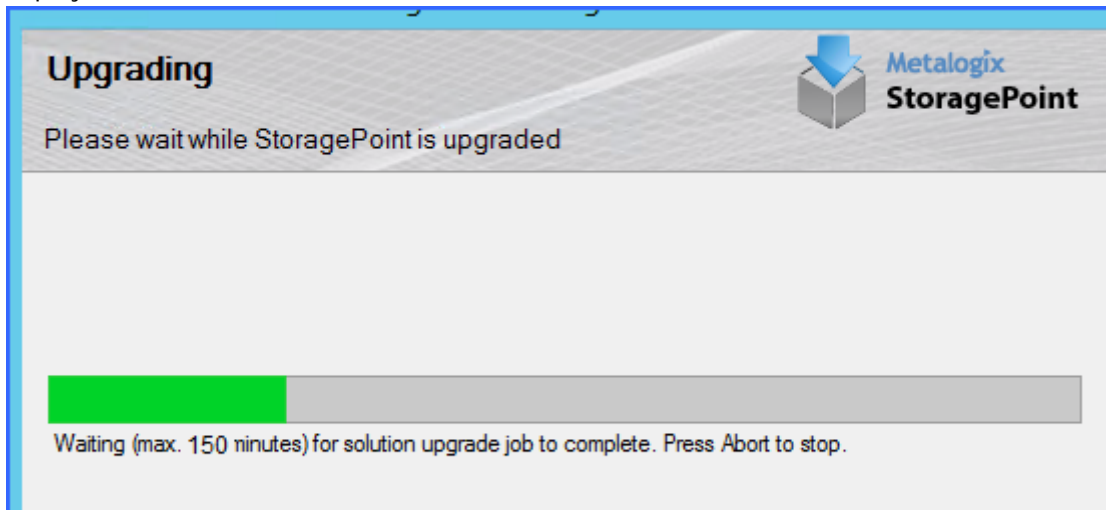 Upgrading
Metalogix
StoragePoint
Please wait while StoragePoint is upgraded
Waiting (max. 150 ninutes) for solution upgrade job to complete. Press Abort to stop.